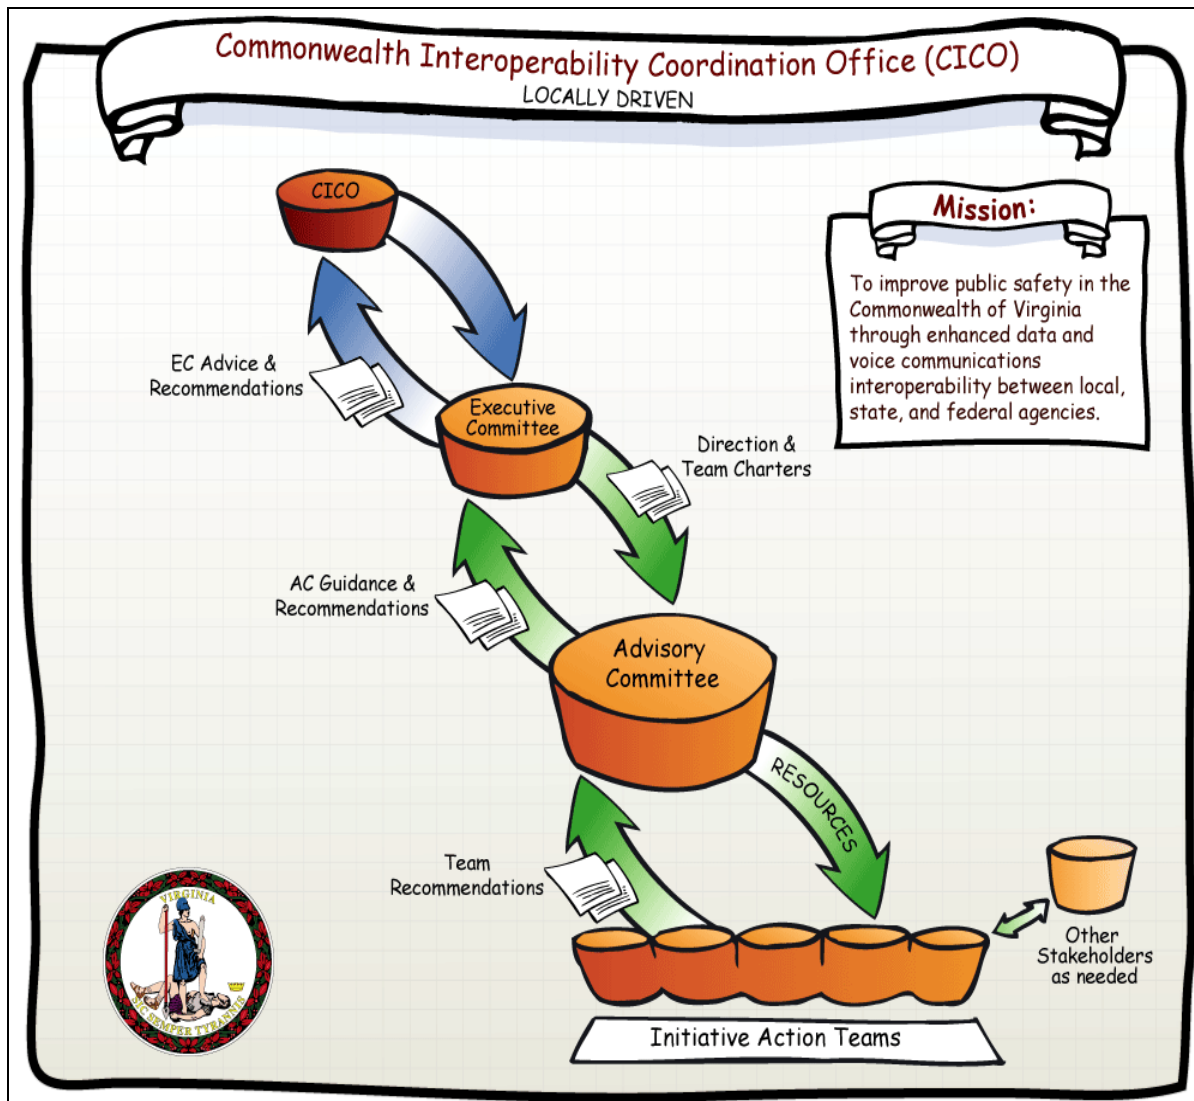 Commonwealth Interoperability Coordination Office (CICO)
LOCALLY DRIVEN
CICO
Mission:
To improve public safety in the
Commonwealth of Virginia
through enhanced data and
voice communications
interoperability between local,
state, and federal agencies.
EC Advice &
Recommendations
Executive
Committee
Direction &
Team Charters
AC Guidance &
Recommendations
Advisory
Committee
RESOURCES
Team
Recommendations
Other
Stakeholders
as needed
Initiative Action Teams
VIRGINIA
SIC SEMPER TYRANNIS